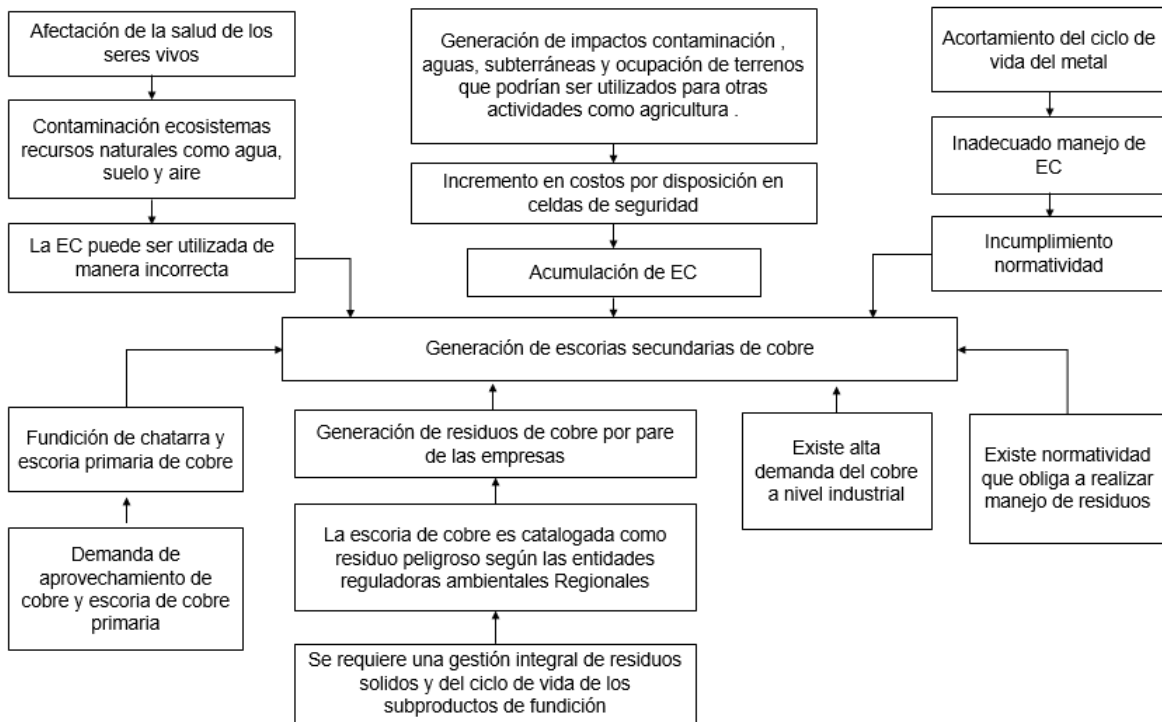 Afectación de la salud de los
seres vivos
Generación de impactos contaminación ,
aguas, subterráneas y ocupación de terrenos
que podrían ser utilizados para otras
actividades como agricultura .
Acortamiento del ciclo de
vida del metal
Contaminación ecosistemas
recursos naturales como agua,
suelo y aire
Incremento en costos por disposición en
celdas de seguridad
Inadecuado manejo de
EC
La EC puede ser utilizada de
manera incorrecta
Acumulación de EC
Incumplimiento
normatividad
Generación de escorias secundarias de cobre
Fundición de chatarra y
escoria primaria de cobre
Generación de residuos de cobre por pare
de las empresas
Existe alta
demanda del cobre
a nivel industrial
Existe normatividad
que obliga a realizar
manejo de residuos
Demanda de
aprovechamiento de
cobre y escoria de cobre
primaria
La escoria de cobre es catalogada como
residuo peligroso según las entidades
reguladoras ambientales Regionales
Se requiere una gestión integral de residuos
solidos y del ciclo de vida de los
subproductos de fundición